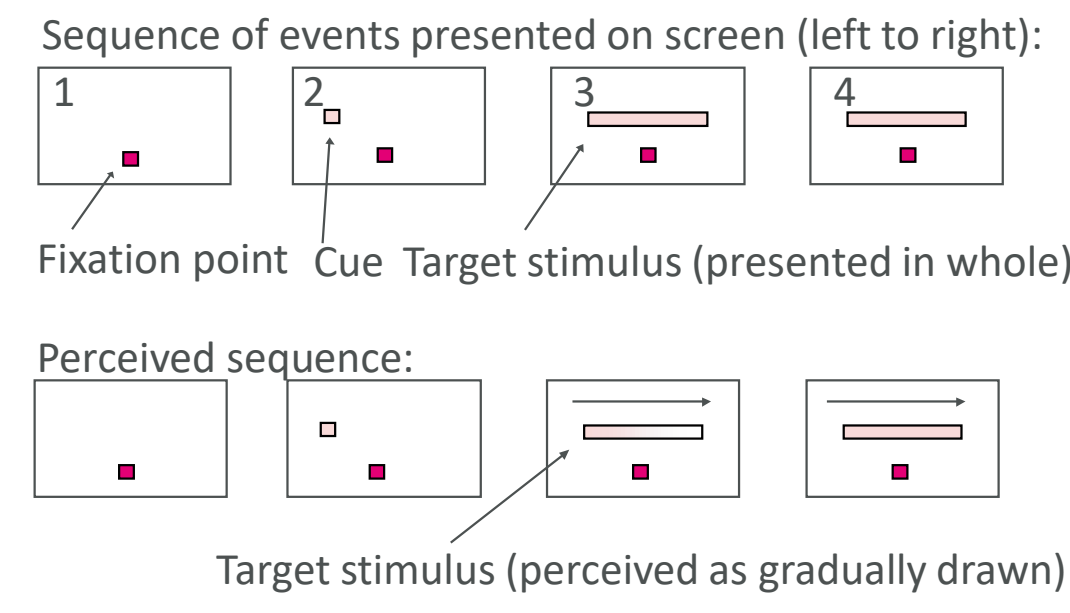 Sequence of events presented on screen (left to right):
1 2 3 4
Fixation point Cue Target stimulus (presented in whole)
Perceived sequence:
Target stimulus (perceived as gradually drawn)